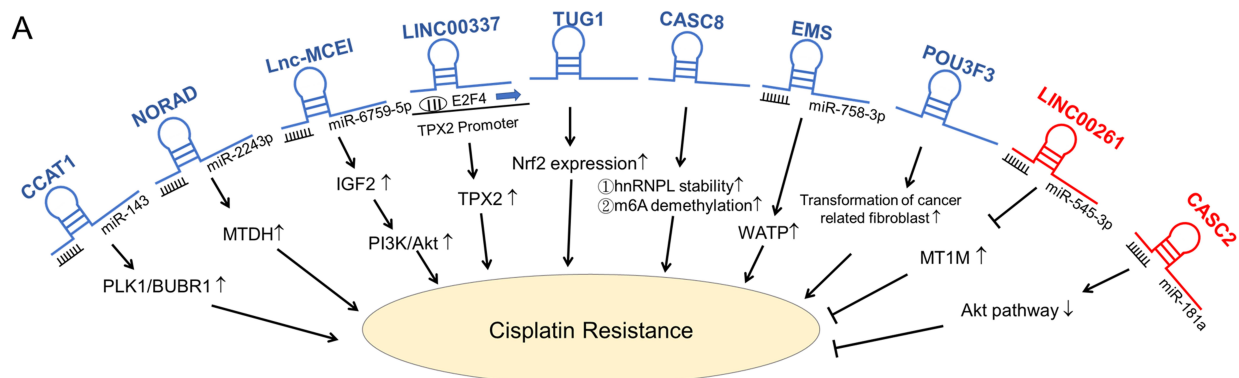 A
CCAT1
miR-143
PLK1/BUBR1↑
NORAD
miR-2243p
MTDH↑
Lnc-MCEI
miR-6759-5p
IGF2↑
PI3K/Akt↑
LINC00337
E2F4
TPX2 Promoter
TPX2↑
TUG1
Nrf2 expression↑
CASC8
①hnRNPL stability↑
②m6A demethylation↑
EMS
miR-758-3p
WATP↑
POU3F3
Transformation of cancer
related fibroblast↑
LINC00261
miR-545-3p
MT1M↑
CASC2
miR-181a
Akt pathway↓
Cisplatin Resistance